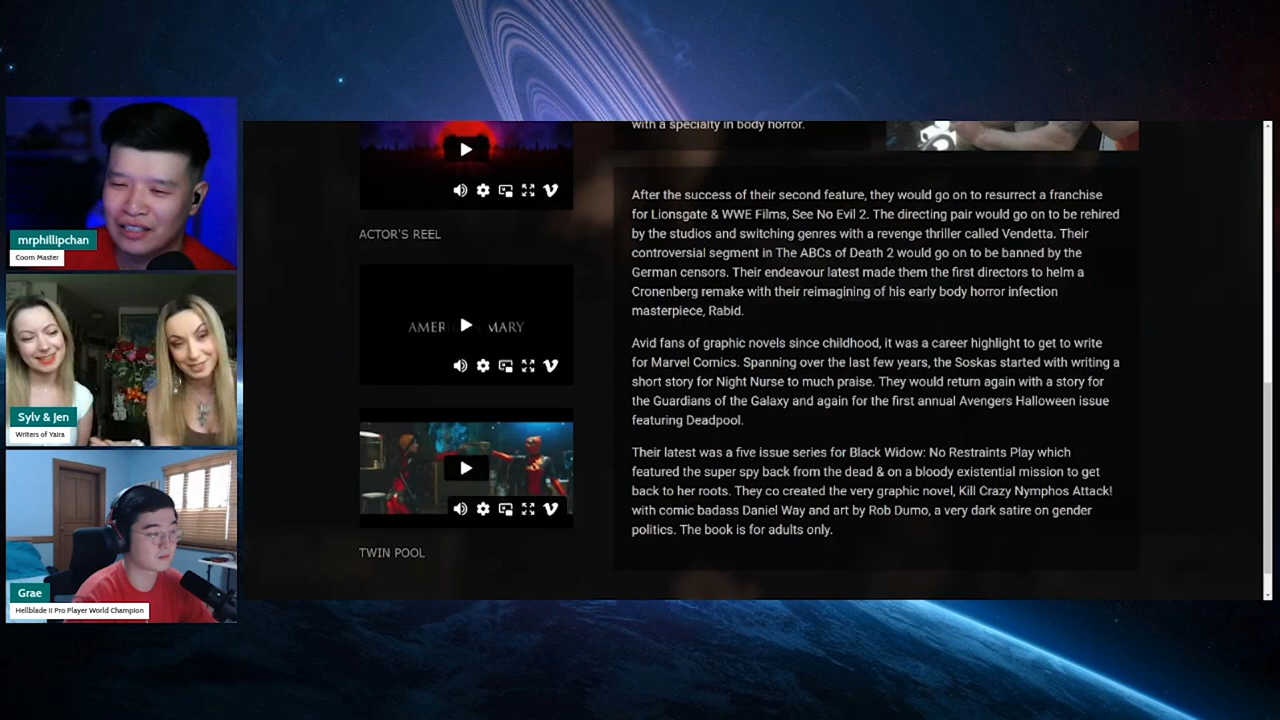 mrphillipchan
Coom Master
Sylv & Jen
Writers of Yaira
Grae
Hellblade II Pro Player World Champion
ACTOR'S REEL
AMERI MARY
TWIN POOL
with a specialty in body horror.
After the success of their second feature, they would go on to resurrect a franchise
for Lionsgate & WWE Films, See No Evil 2. The directing pair would go on to be rehired
by the studios and switching genres with a revenge thriller called Vendetta. Their
controversial segment in The ABCs of Death 2 would go on to be banned by the
German censors. Their endeavour latest made them the first directors to helm a
Cronenberg remake with their reimagining of his early body horror infection
masterpiece, Rabid.
Avid fans of graphic novels since childhood, it was a career highlight to get to write
for Marvel Comics. Spanning over the last few years, the Soskas started with writing a
short story for Night Nurse to much praise. They would return again with a story for
the Guardians of the Galaxy and again for the first annual Avengers Halloween issue
featuring Deadpool.
Their latest was a five issue series for Black Widow: No Restraints Play which
featured the super spy back from the dead & on a bloody existential mission to get
back to her roots. They co created the very graphic novel, Kill Crazy Nymphos Attack!
with comic badass Daniel Way and art by Rob Dumo, a very dark satire on gender
politics. The book is for adults only.